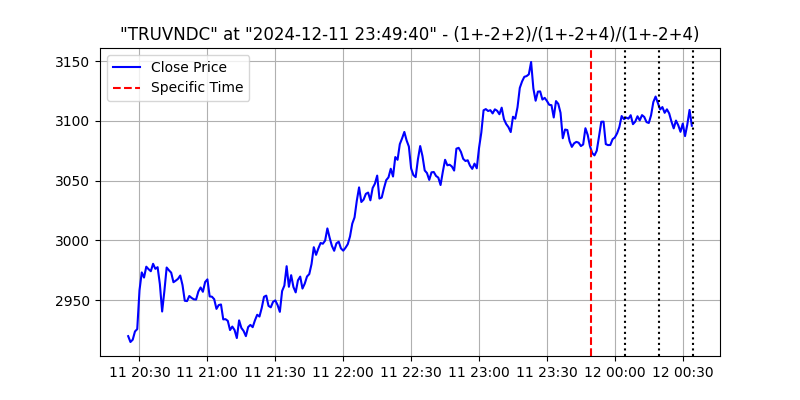 "TRUVNDC" at "2024-12-11 23:49:40" - (1+-2+2)/(1+-2+4)/(1+-2+4)
Close Price
Specific Time
3150
3100
3050
3000
2950
11 20:30 11 21:00 11 21:30 11 22:00 11 22:30 11 23:00 11 23:30 12 00:00 12 00:30